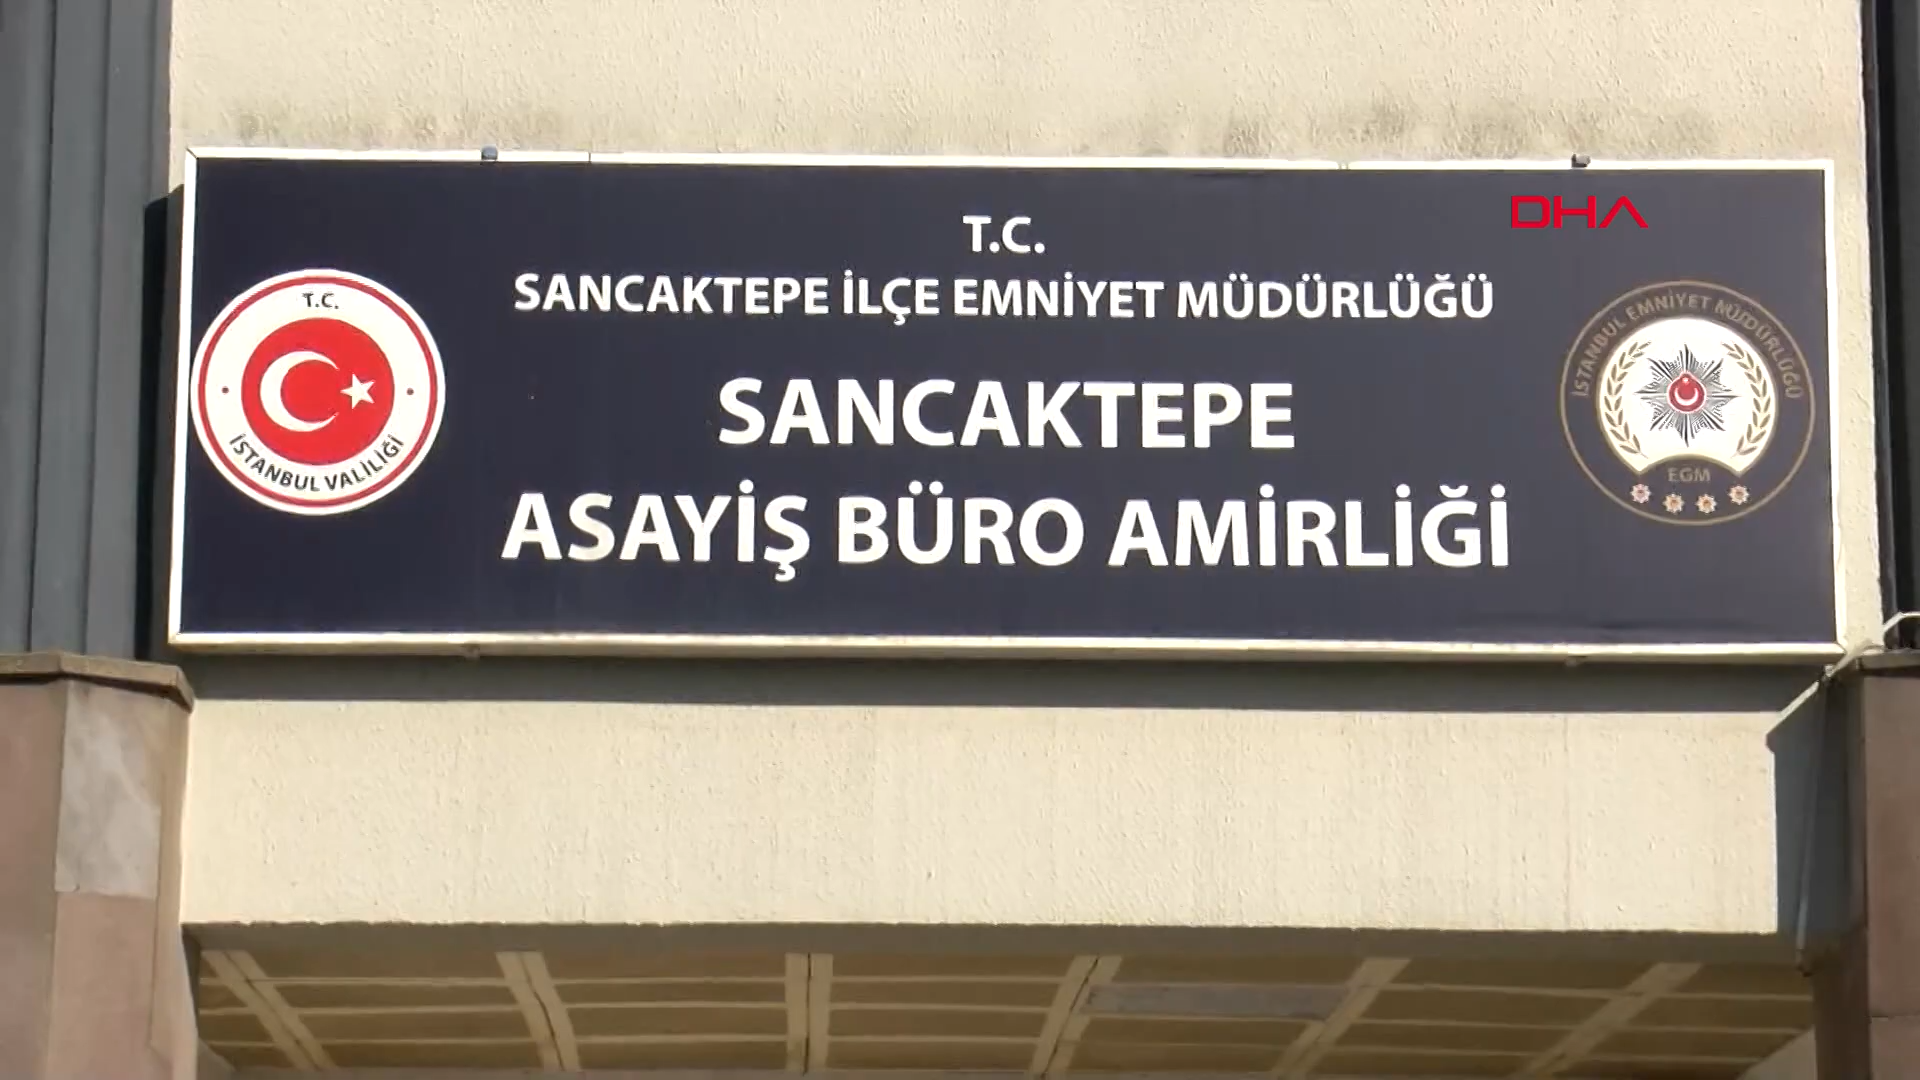 DHA
T.C.
SANCAKTEPE İLÇE EMNİYET MÜDÜRLÜĞÜ
SANCAKTEPE
ASAYİŞ BÜRO AMİRLİĞİ
T.C.
İSTANBUL VALİLİĞİ
İSTANBUL EMNİYET MÜDÜRLÜĞÜ
EGM